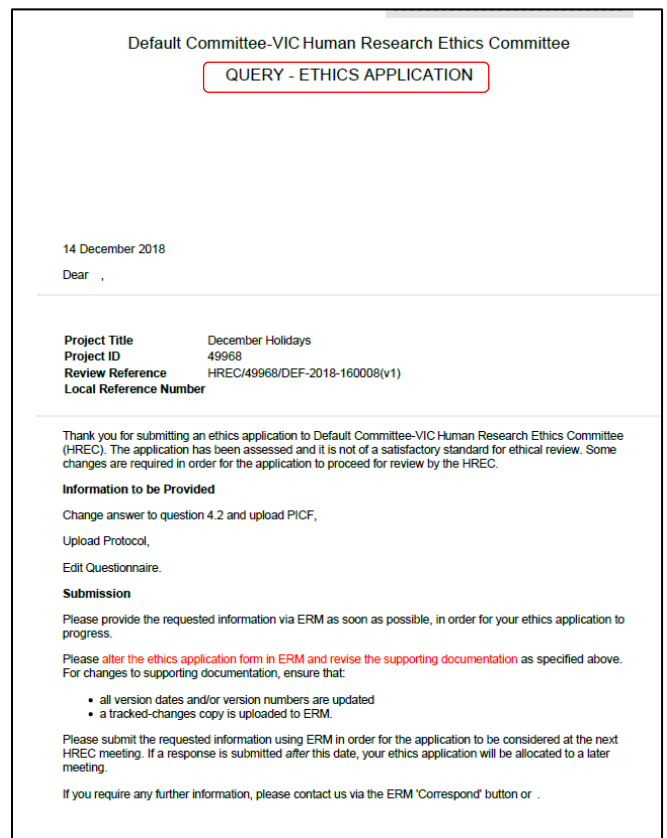 Default Committee-VIC Human Research Ethics Committee
QUERY - ETHICS APPLICATION
14 December 2018
Dear ,
Project Title December Holidays
Project ID 49968
Review Reference HREC/49968/DEF-2018-160008(v1)
Local Reference Number
Thank you for submitting an ethics application to Default Committee-VIC Human Research Ethics Committee
(HREC). The application has been assessed and it is not of a satisfactory standard for ethical review. Some
changes are required in order for the application to proceed for review by the HREC.
Information to be Provided
Change answer to question 4.2 and upload PICF,
Upload Protocol,
Edit Questionnaire.
Submission
Please provide the requested information via ERM as soon as possible, in order for your ethics application to
progress.
Please alter the ethics application form in ERM and revise the supporting documentation as specified above.
For changes to supporting documentation, ensure that:
• all version dates and/or version numbers are updated
• a tracked-changes copy is uploaded to ERM.
Please submit the requested information using ERM in order for the application to be considered at the next
HREC meeting. If a response is submitted after this date, your ethics application will be allocated to a later
meeting.
If you require any further information, please contact us via the ERM 'Correspond' button or .